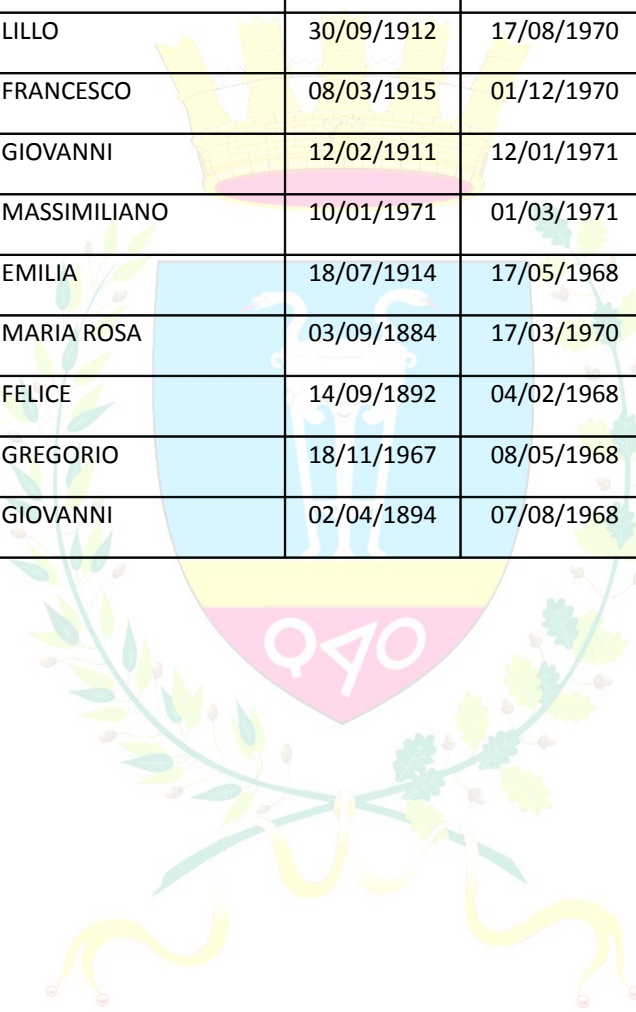 LILLO 30/09/1912 17/08/1970
FRANCESCO 08/03/1915 01/12/1970
GIOVANNI 12/02/1911 12/01/1971
MASSIMILIANO 10/01/1971 01/03/1971
EMILIA 18/07/1914 17/05/1968
MARIA ROSA 03/09/1884 17/03/1970
FELICE 14/09/1892 04/02/1968
GREGORIO 18/11/1967 08/05/1968
GIOVANNI 02/04/1894 07/08/1968